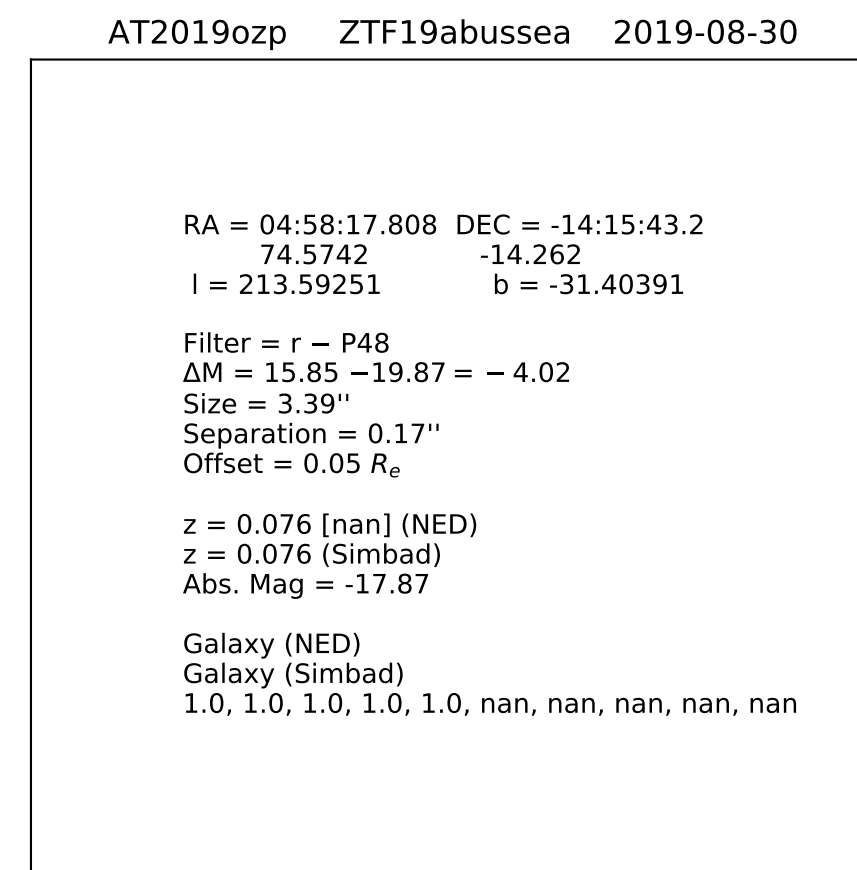 AT2019ozp ZTF19abussea 2019-08-30
RA = 04:58:17.808 DEC = -14:15:43.2
74.5742 -14.262
l = 213.59251 b = -31.40391
Filter = r − P48
ΔM = 15.85 −19.87 = − 4.02
Size = 3.39''
Separation = 0.17''
Offset = 0.05 Re
z = 0.076 [nan] (NED)
z = 0.076 (Simbad)
Abs. Mag = -17.87
Galaxy (NED)
Galaxy (Simbad)
1.0, 1.0, 1.0, 1.0, 1.0, nan, nan, nan, nan, nan